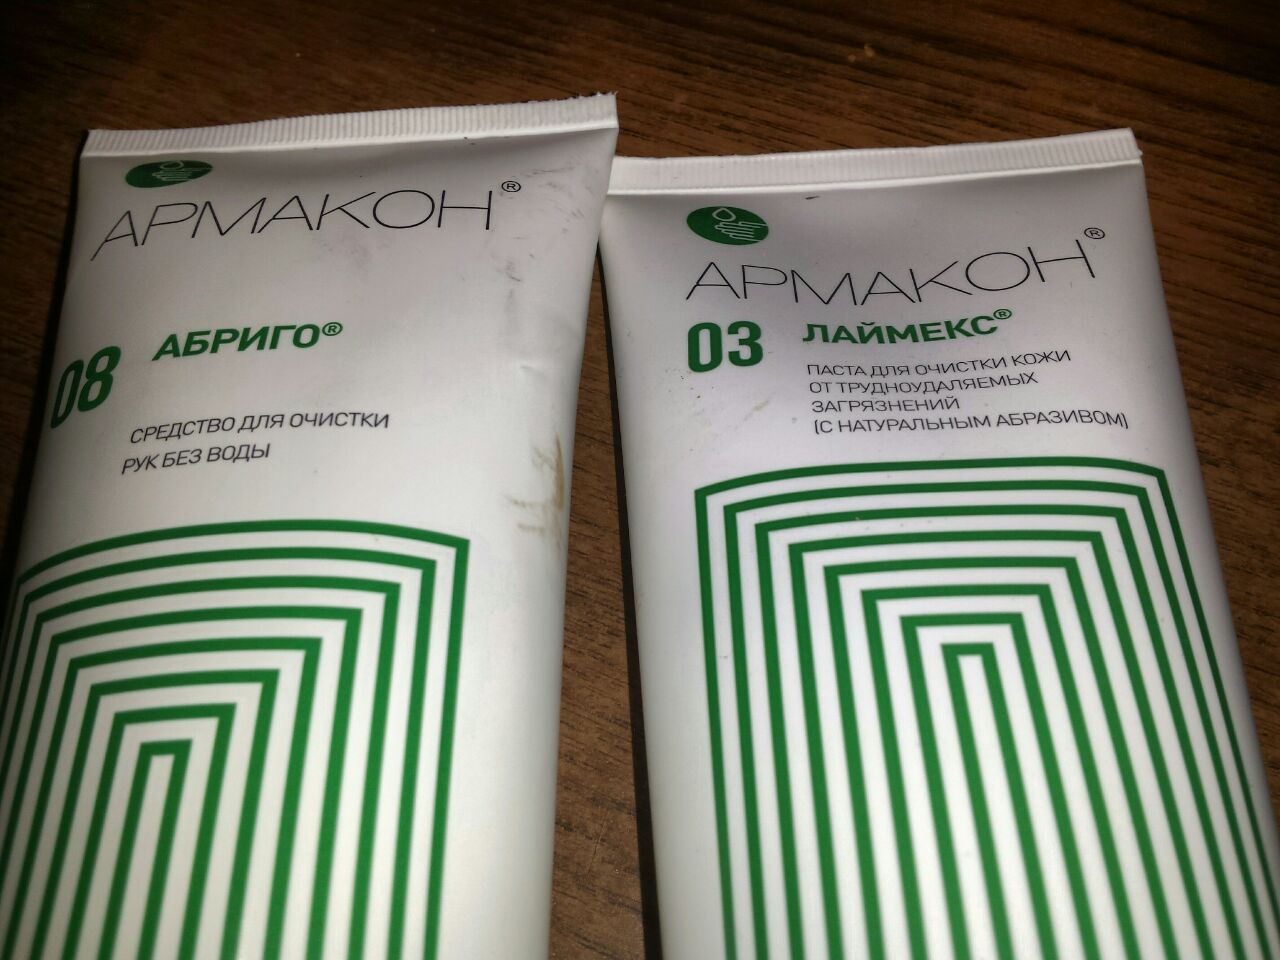 АРМАКОН®
08 АБРИГО®
СРЕДСТВО ДЛЯ ОЧИСТКИ
РУК БЕЗ ВОДЫ
АРМАКОН®
03 ЛАЙМЕКС®
ПАСТА ДЛЯ ОЧИСТКИ КОЖИ
ОТ ТРУДНОУДАЛЯЕМЫХ
ЗАГРЯЗНЕНИЙ
(С НАТУРАЛЬНЫМ АБРАЗИВОМ)